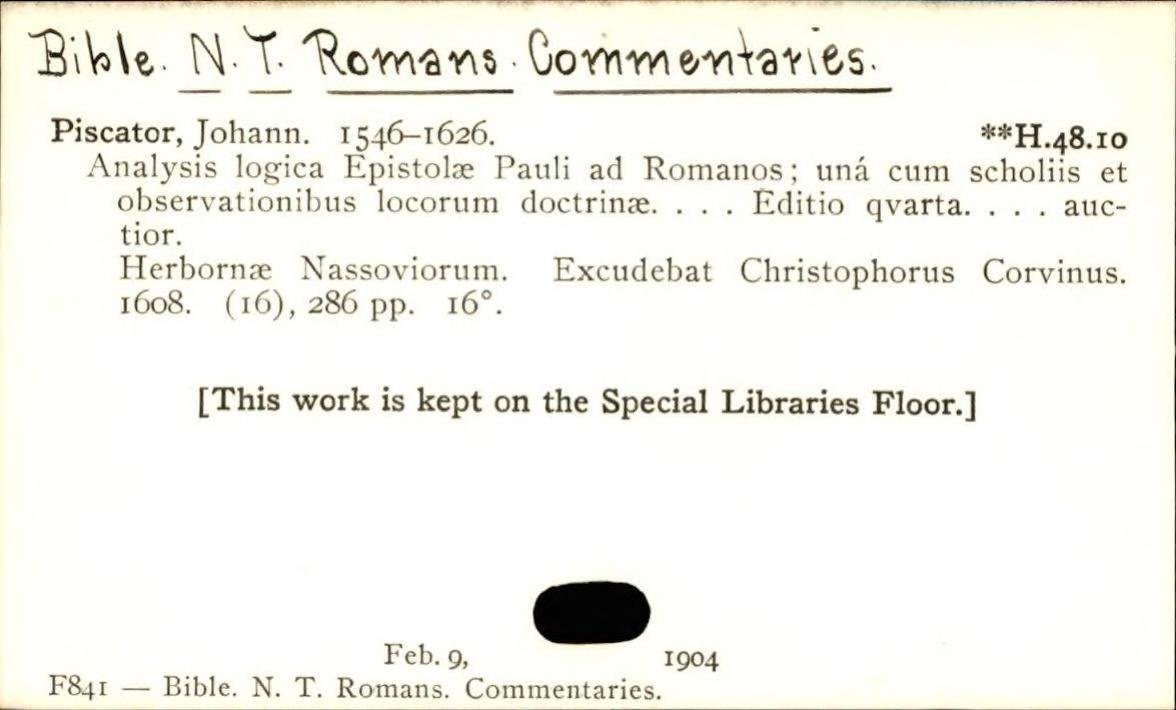 Bible. N. T. Romans. Commentaries.
Piscator, Johann. 1546–1626. **H.48.10
Analysis logica Epistolæ Pauli ad Romanos; uná cum scholiis et
observationibus locorum doctrinæ. . . . Editio qvarta. . . . auc-
tior.
Herbornæ Nassoviorum. Excudebat Christophorus Corvinus.
1608. (16), 286 pp. 16°.
[This work is kept on the Special Libraries Floor.]
Feb. 9, 1904
F841 — Bible. N. T. Romans. Commentaries.